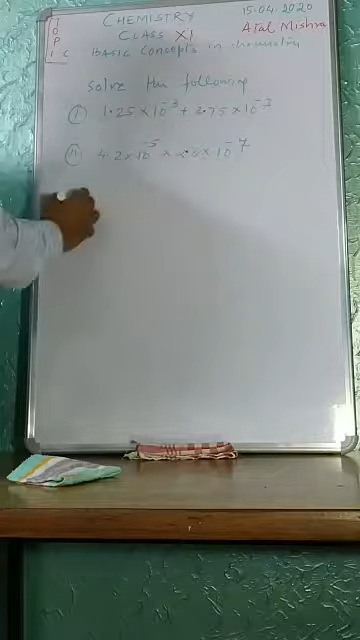 CHEMISTRY 15.04.2020
TOPIC CLASS XI Atal Mishra
BASIC Concepts in chemistry
Solve the following
(I) 1.25 × 10⁻³ + 2.75 × 10⁻³
(II) 4.2 × 10⁻⁵ × × 10⁻⁷